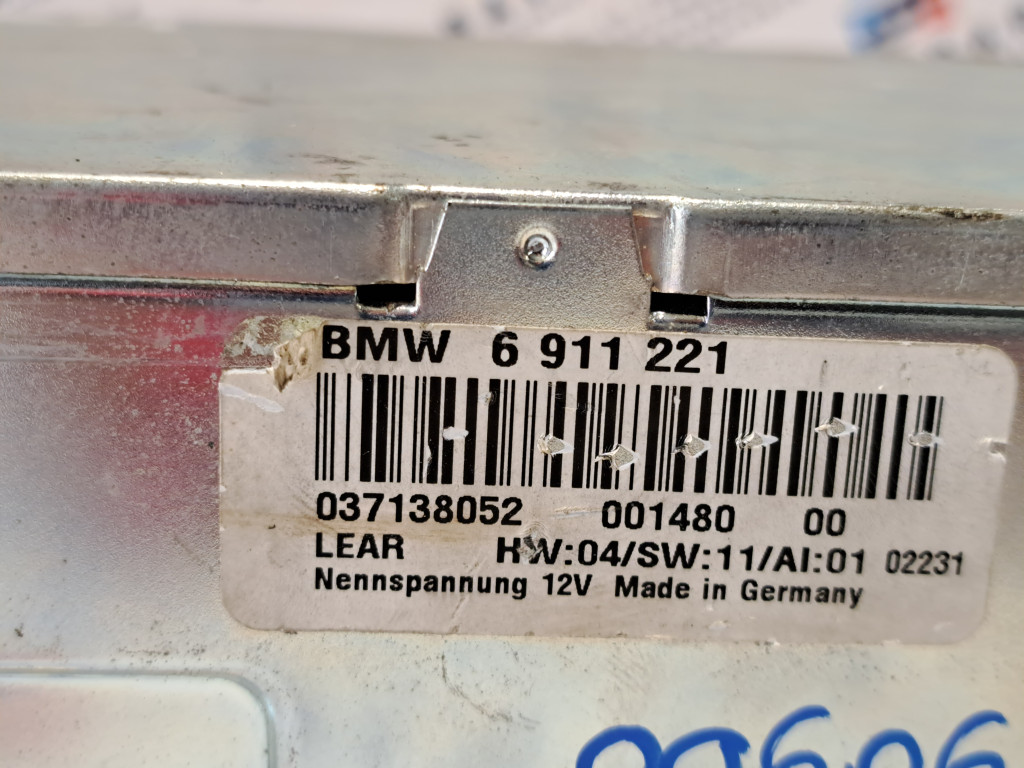 BMW 6 911 221
037138052 001480 00
LEAR HW:04/SW:11/AI:01 02231
Nennspannung 12V Made in Germany